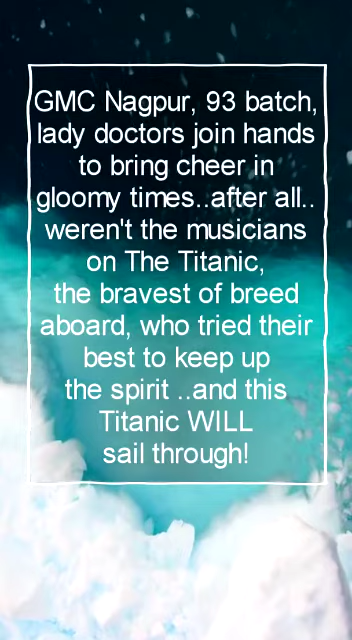 GMC Nagpur, 93 batch,
lady doctors join hands
to bring cheer in
gloomy times..after all..
weren't the musicians
on The Titanic,
the bravest of breed
aboard, who tried their
best to keep up
the spirit ..and this
Titanic WILL
sail through!